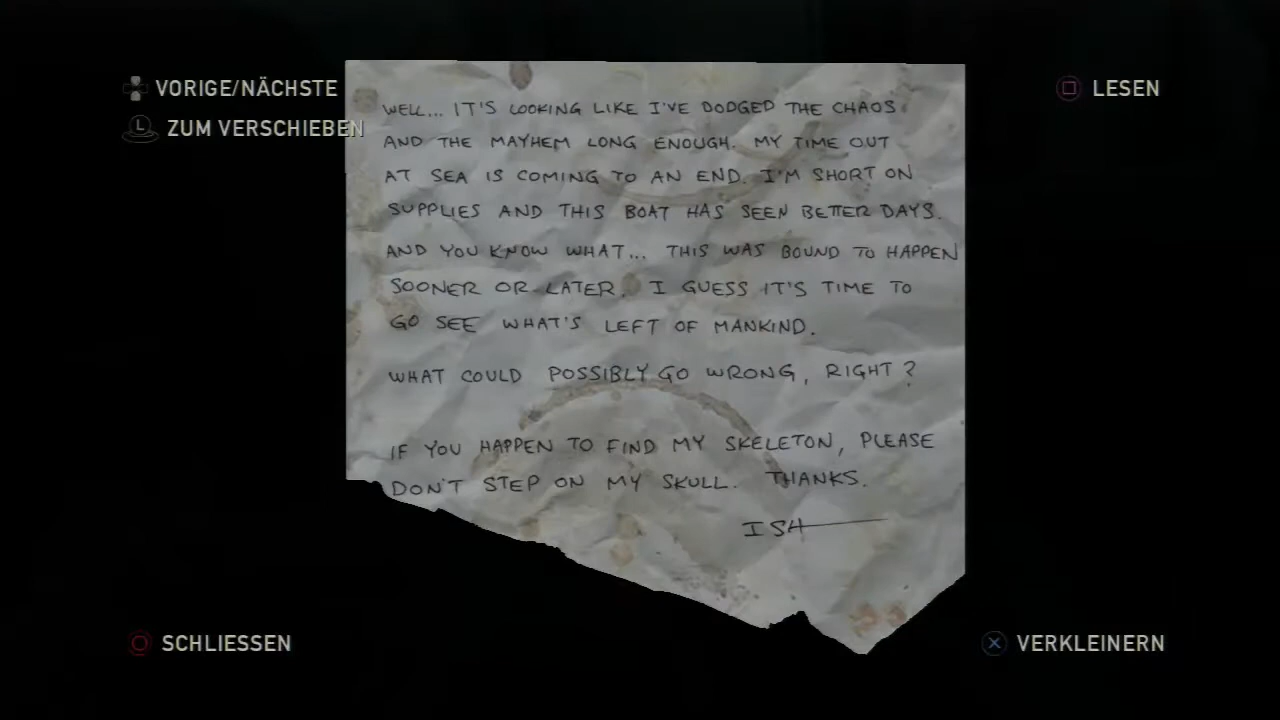 VORIGE/NÄCHSTE
L ZUM VERSCHIEBEN
LESEN
WELL... IT'S LOOKING LIKE I'VE DODGED THE CHAOS
AND THE MAYHEM LONG ENOUGH. MY TIME OUT
AT SEA IS COMING TO AN END. I'M SHORT ON
SUPPLIES AND THIS BOAT HAS SEEN BETTER DAYS.
AND YOU KNOW WHAT... THIS WAS BOUND TO HAPPEN
SOONER OR LATER. I GUESS IT'S TIME TO
GO SEE WHAT'S LEFT OF MANKIND.
WHAT COULD POSSIBLY GO WRONG, RIGHT?
IF YOU HAPPEN TO FIND MY SKELETON, PLEASE
DON'T STEP ON MY SKULL. THANKS.
ISH
SCHLIESSEN
VERKLEINERN